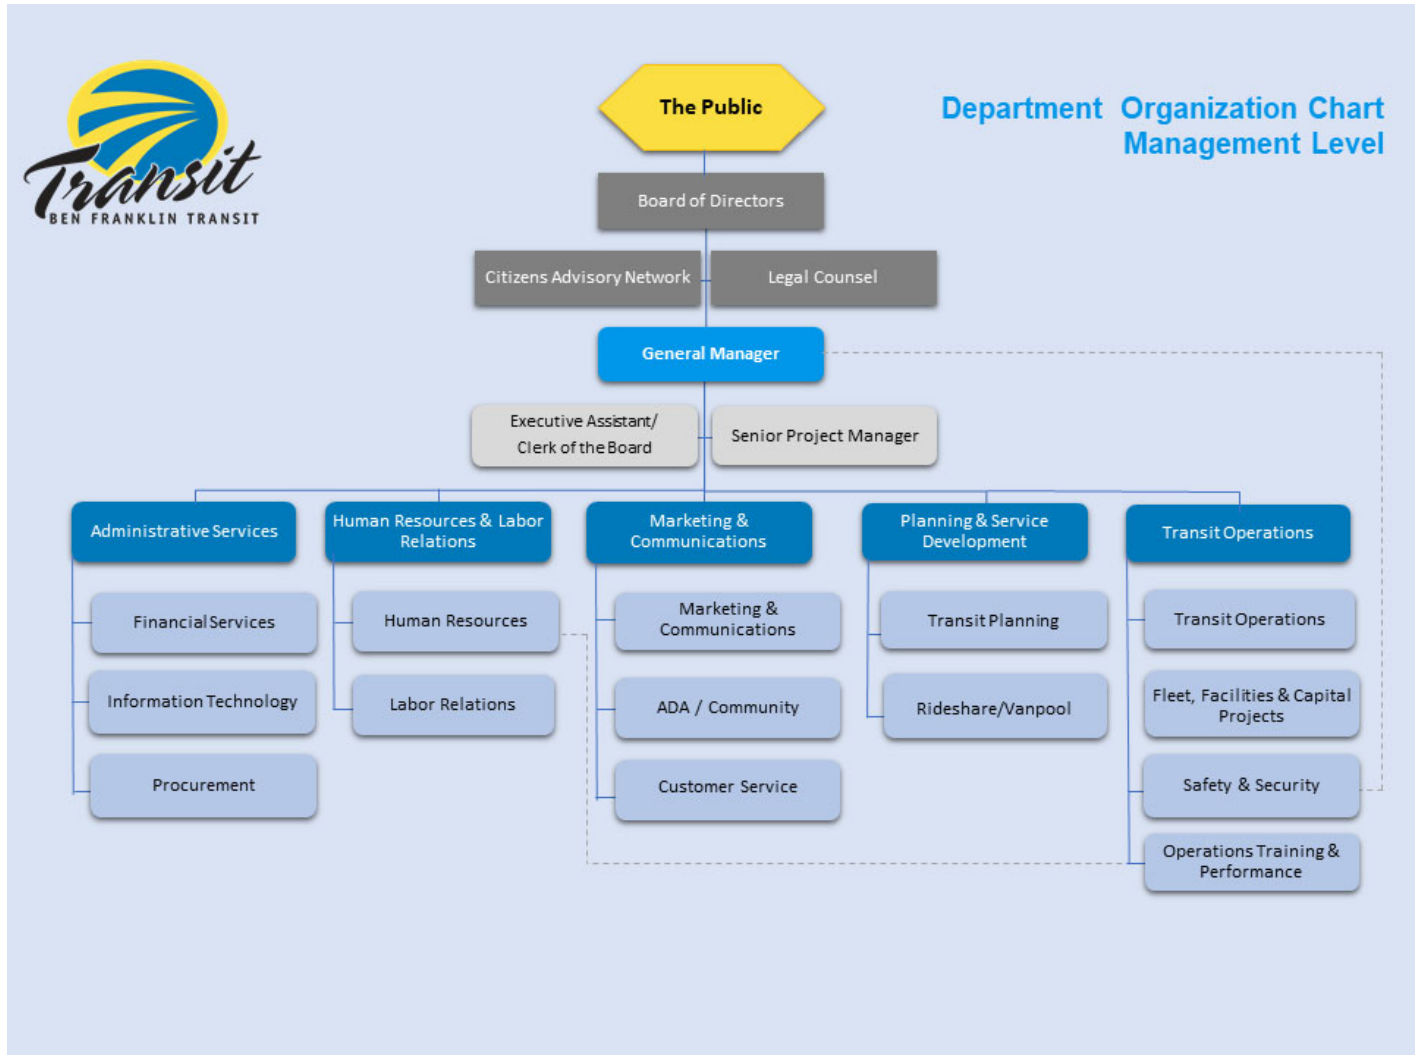 Transit
BEN FRANKLIN TRANSIT
The Public
Department Organization Chart
Management Level
Board of Directors
Citizens Advisory Network
Legal Counsel
General Manager
Executive Assistant/
Clerk of the Board
Senior Project Manager
Administrative Services
Human Resources & Labor
Relations
Marketing &
Communications
Planning & Service
Development
Transit Operations
Financial Services
Information Technology
Procurement
Human Resources
Labor Relations
Marketing &
Communications
ADA / Community
Customer Service
Transit Planning
Rideshare/Vanpool
Transit Operations
Fleet, Facilities & Capital
Projects
Safety & Security
Operations Training &
Performance